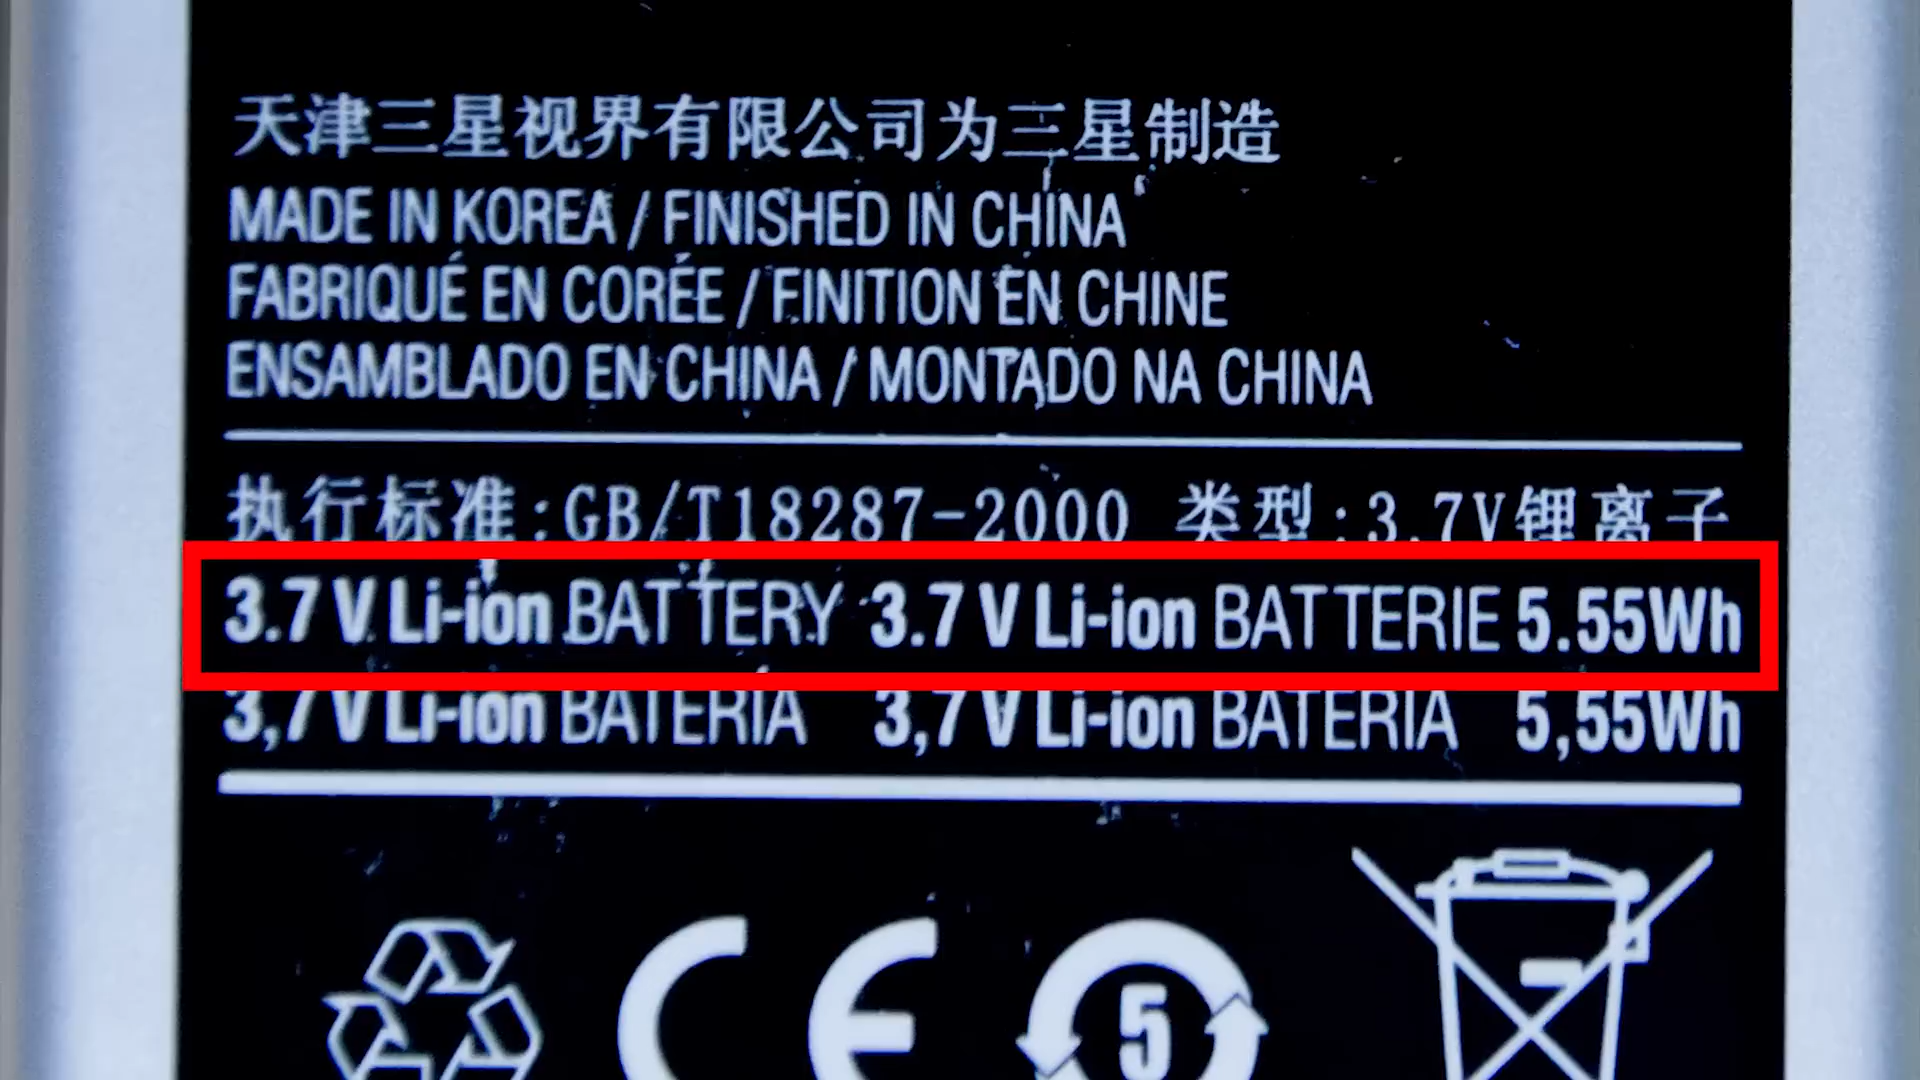 天津三星视界有限公司为三星制造
MADE IN KOREA / FINISHED IN CHINA
FABRIQUÉ EN CORÉE / FINITION EN CHINE
ENSAMBLADO EN CHINA / MONTADO NA CHINA
执行标准:GB/T18287-2000 类型:3.7V锂离子
3.7 V Li-ion BATTERY 3.7 V Li-ion BATTERIE 5.55Wh
3,7 V Li-ion BATERIA 3,7 V Li-ion BATERIA 5,55Wh
CE 5